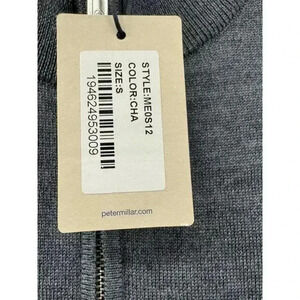 STYLE:ME0S12
COLOR:CHA
SIZE:S
194624953009
petermillar.com